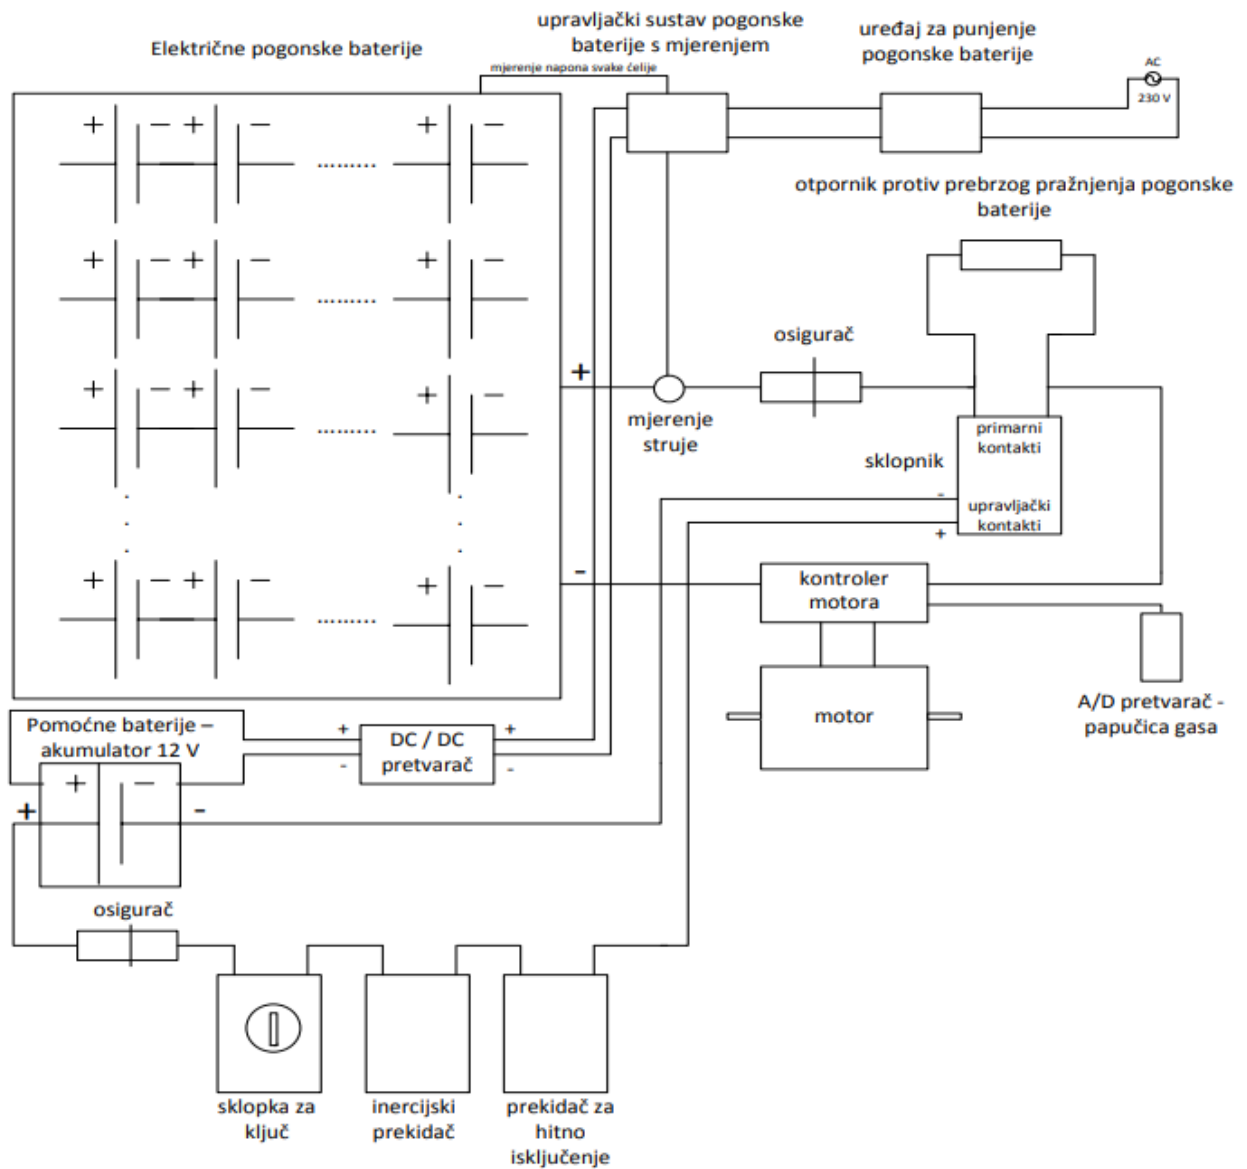 Električne pogonske baterije
upravljački sustav pogonske
baterije s mjerenjem
uređaj za punjenje
pogonske baterije
mjerenje napona svake ćelije
AC
230 V
+ − + − ......... + −
+ − + − ......... + −
+ − + − ......... + −
+ − + − ......... + −
otpornik protiv prebrzog pražnjenja pogonske
baterije
osigurač
+
mjerenje
struje
primarni
kontakti
sklopnik
-
upravljački
kontakti
+
-
kontroler
motora
motor
A/D pretvarač -
papučica gasa
Pomoćne baterije –
akumulator 12 V
+
DC / DC
pretvarač
+
-
-
+ −
+
-
osigurač
sklopka za
ključ
inercijski
prekidač
prekidač za
hitno
isključenje